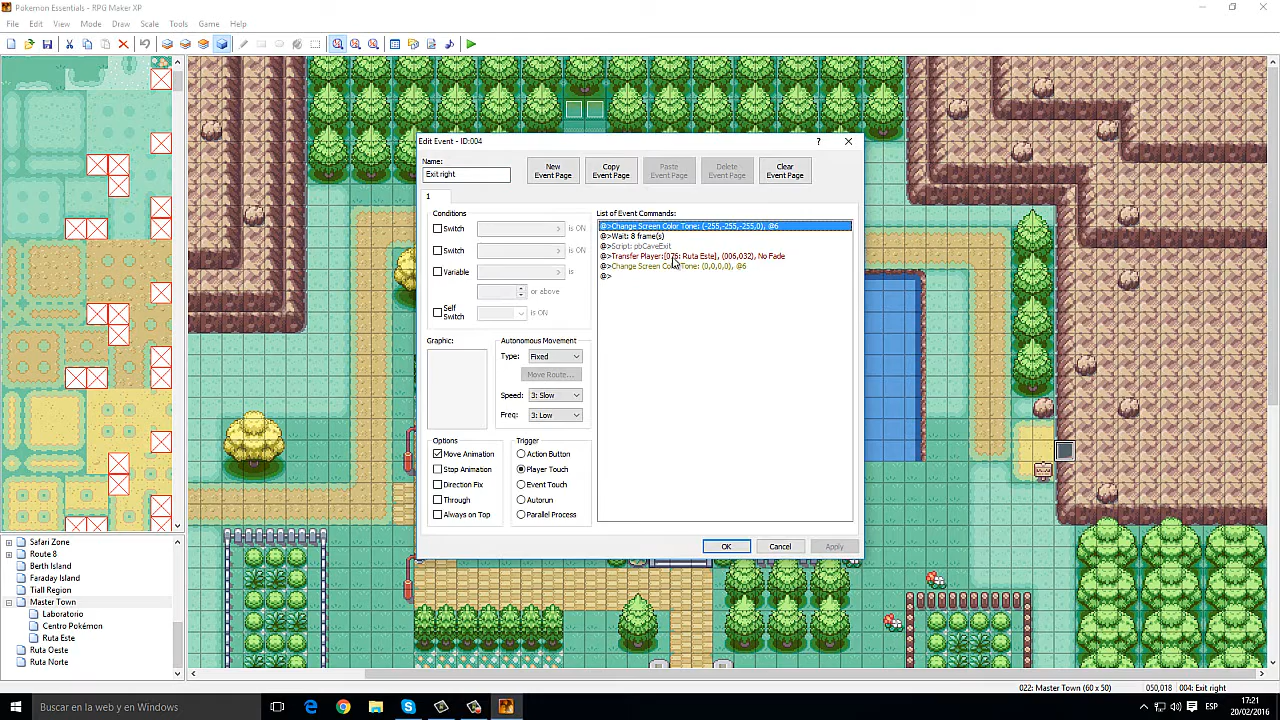 Pokemon Essentials - RPG Maker XP
File Edit View Mode Draw Scale Tools Game Help
Edit Event - ID:004
?
Name:
Exit right
New Event Page
Copy Event Page
Paste Event Page
Delete Event Page
Clear Event Page
1
Conditions
Switch is ON
Switch is ON
Variable is
or above
Self Switch is ON
Graphic:
Autonomous Movement
Type: Fixed
Move Route...
Speed: 3: Slow
Freq: 3: Low
Options
Move Animation
Stop Animation
Direction Fix
Through
Always on Top
Trigger
Action Button
Player Touch
Event Touch
Autorun
Parallel Process
List of Event Commands:
@>Change Screen Color Tone: (-255,-255,-255,0), @6
@>Wait: 8 frame(s)
@>Script: pbCaveExit
@>Transfer Player:[075: Ruta Este], (006,032), No Fade
@>Change Screen Color Tone: (0,0,0,0), @6
@>
OK Cancel Apply
Safari Zone
Route 8
Berth Island
Faraday Island
Tiall Region
Master Town
Laboratorio
Centro Pokémon
Ruta Este
Ruta Oeste
Ruta Norte
022: Master Town (60 x 50) 050,018 004: Exit right
Buscar en la web y en Windows
ESP
17:21
20/02/2016